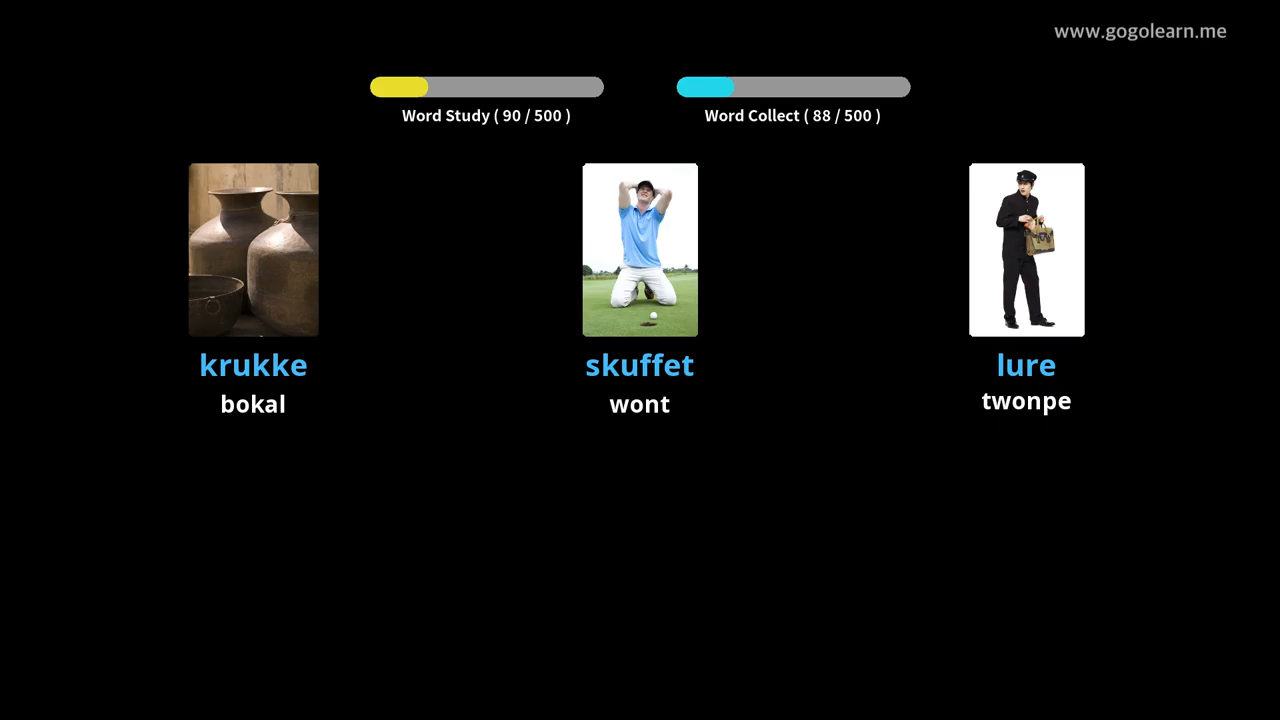 www.gogolearn.me
Word Study ( 90 / 500 )
Word Collect ( 88 / 500 )
krukke
bokal
skuffet
wont
lure
twonpe